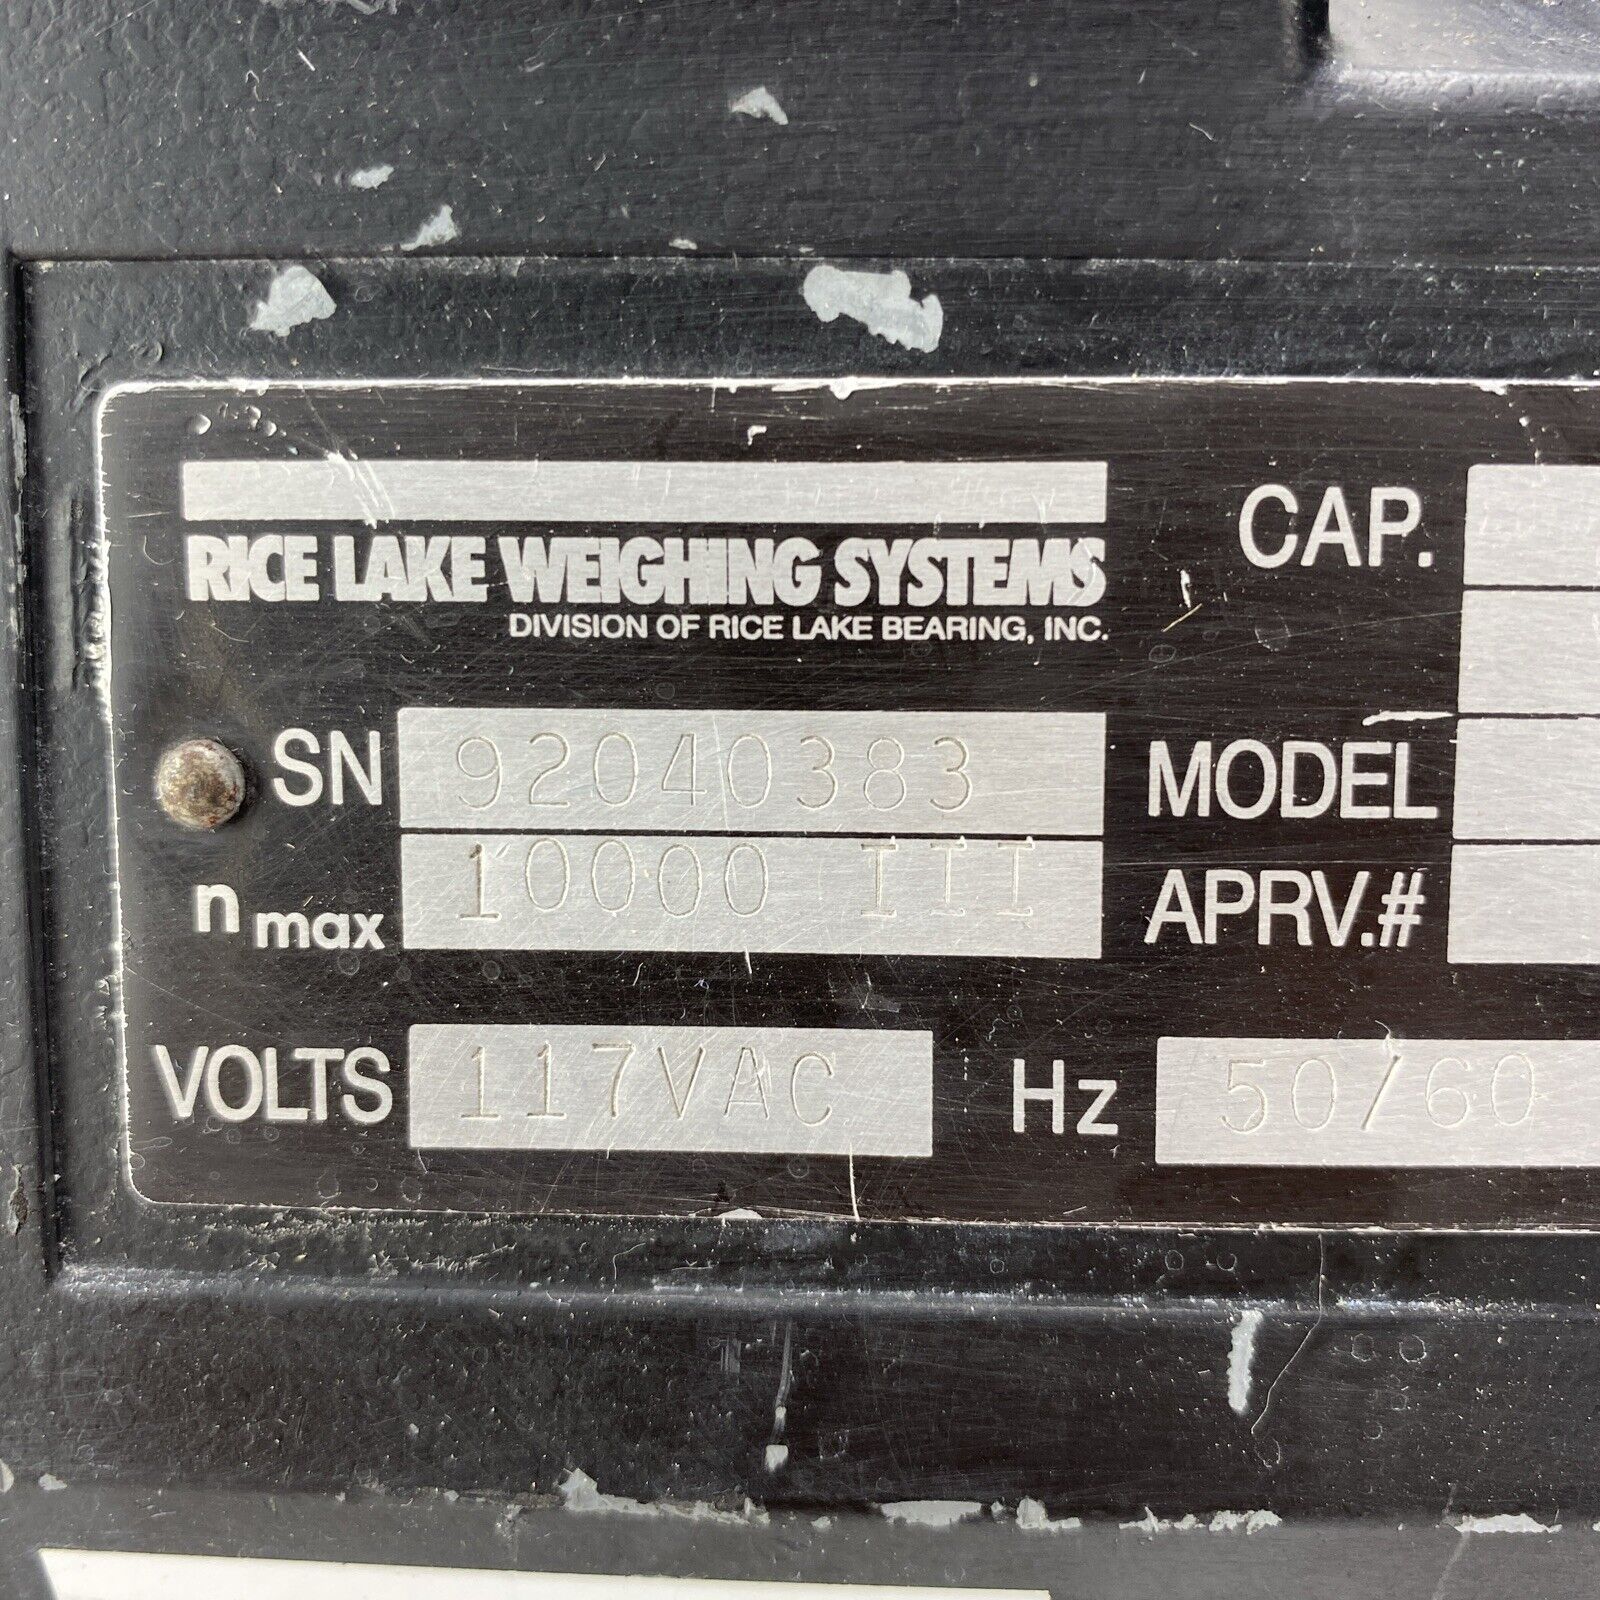 RICE LAKE WEIGHING SYSTEMS
DIVISION OF RICE LAKE BEARING, INC.
CAP.
SN 92040383
MODEL
n max 10000 III
APRV.#
VOLTS 117VAC Hz 50/60